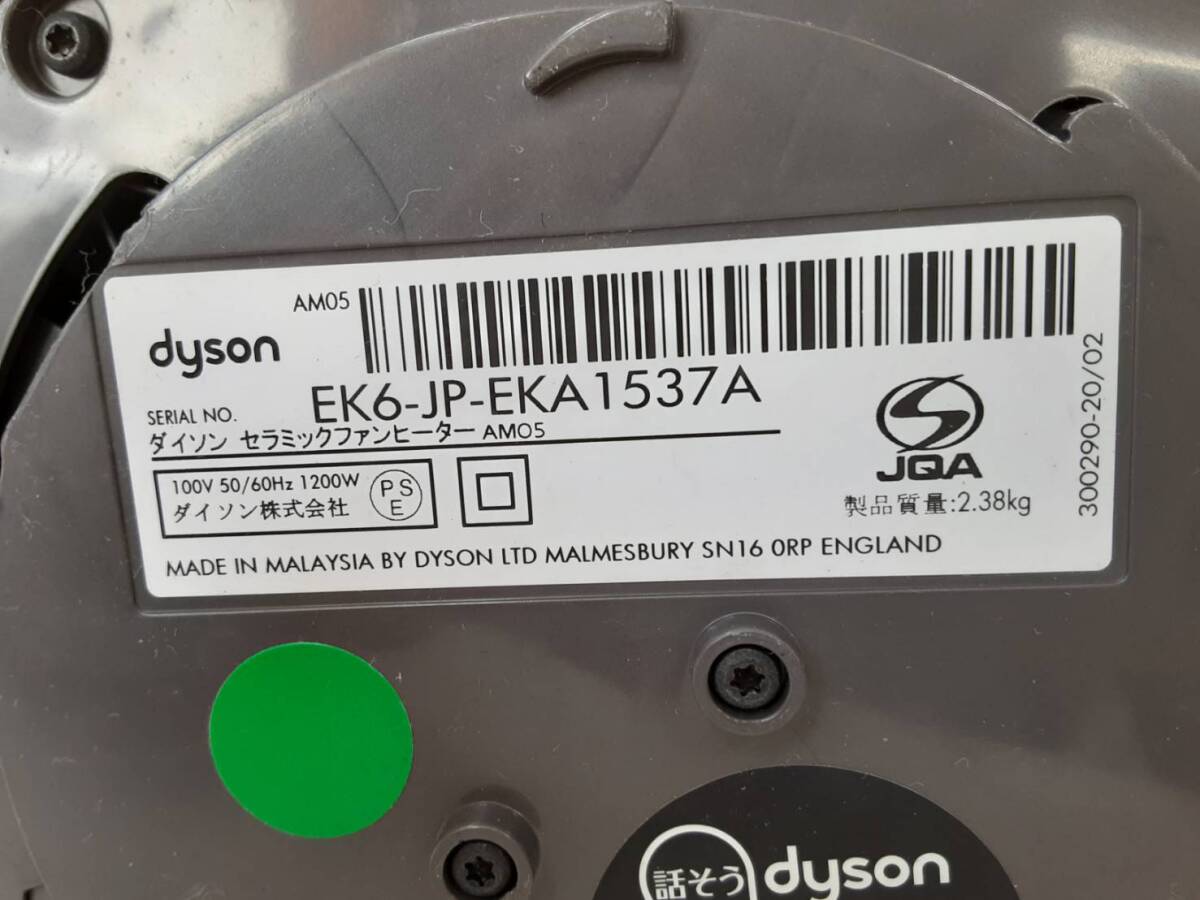 AM05
dyson
SERIAL NO. EK6-JP-EKA1537A
ダイソン セラミックファンヒーター AM05
100V 50/60Hz 1200W
ダイソン株式会社
PS
E
JQA
製品質量:2.38kg
300290-20/02
MADE IN MALAYSIA BY DYSON LTD MALMESBURY SN16 0RP ENGLAND
話そう
dyson